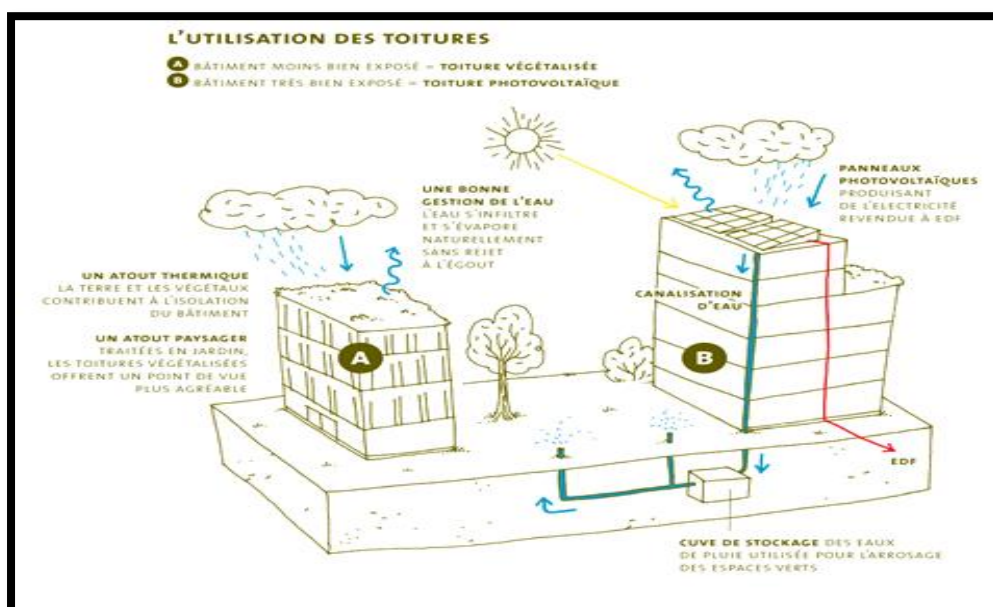 L'UTILISATION DES TOITURES
A BÂTIMENT MOINS BIEN EXPOSÉ = TOITURE VÉGÉTALISÉE
B BÂTIMENT TRÈS BIEN EXPOSÉ = TOITURE PHOTOVOLTAÏQUE
UNE BONNE
GESTION DE L'EAU
L'EAU S'INFILTRE
ET S'ÉVAPORE
NATURELLEMENT
SANS REJET
À L'ÉGOUT
PANNEAUX
PHOTOVOLTAÏQUES
PRODUISANT
DE L'ELECTRICITÉ
REVENDUE À EDF
UN ATOUT THERMIQUE
LA TERRE ET LES VÉGÉTAUX
CONTRIBUENT À L'ISOLATION
DU BÂTIMENT
UN ATOUT PAYSAGER
TRAITÉES EN JARDIN,
LES TOITURES VÉGÉTALISÉES
OFFRENT UN POINT DE VUE
PLUS AGRÉABLE
CANALISATION
D'EAU
A
B
EDF
CUVE DE STOCKAGE DES EAUX
DE PLUIE UTILISÉE POUR L'ARROSAGE
DES ESPACES VERTS